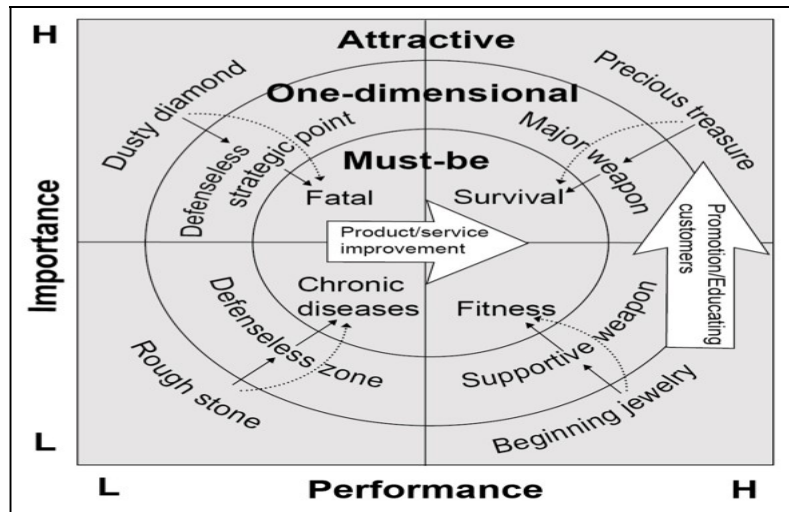 H
Attractive
One-dimensional
Must-be
Dusty diamond
Defenseless
strategic point
Fatal
Survival
Major weapon
Precious treasure
Product/service
improvement
Promotion/Educating
customers
Importance
Chronic
diseases
Fitness
Defenseless zone
Supportive weapon
Rough stone
Beginning jewelry
L
L
Performance
H